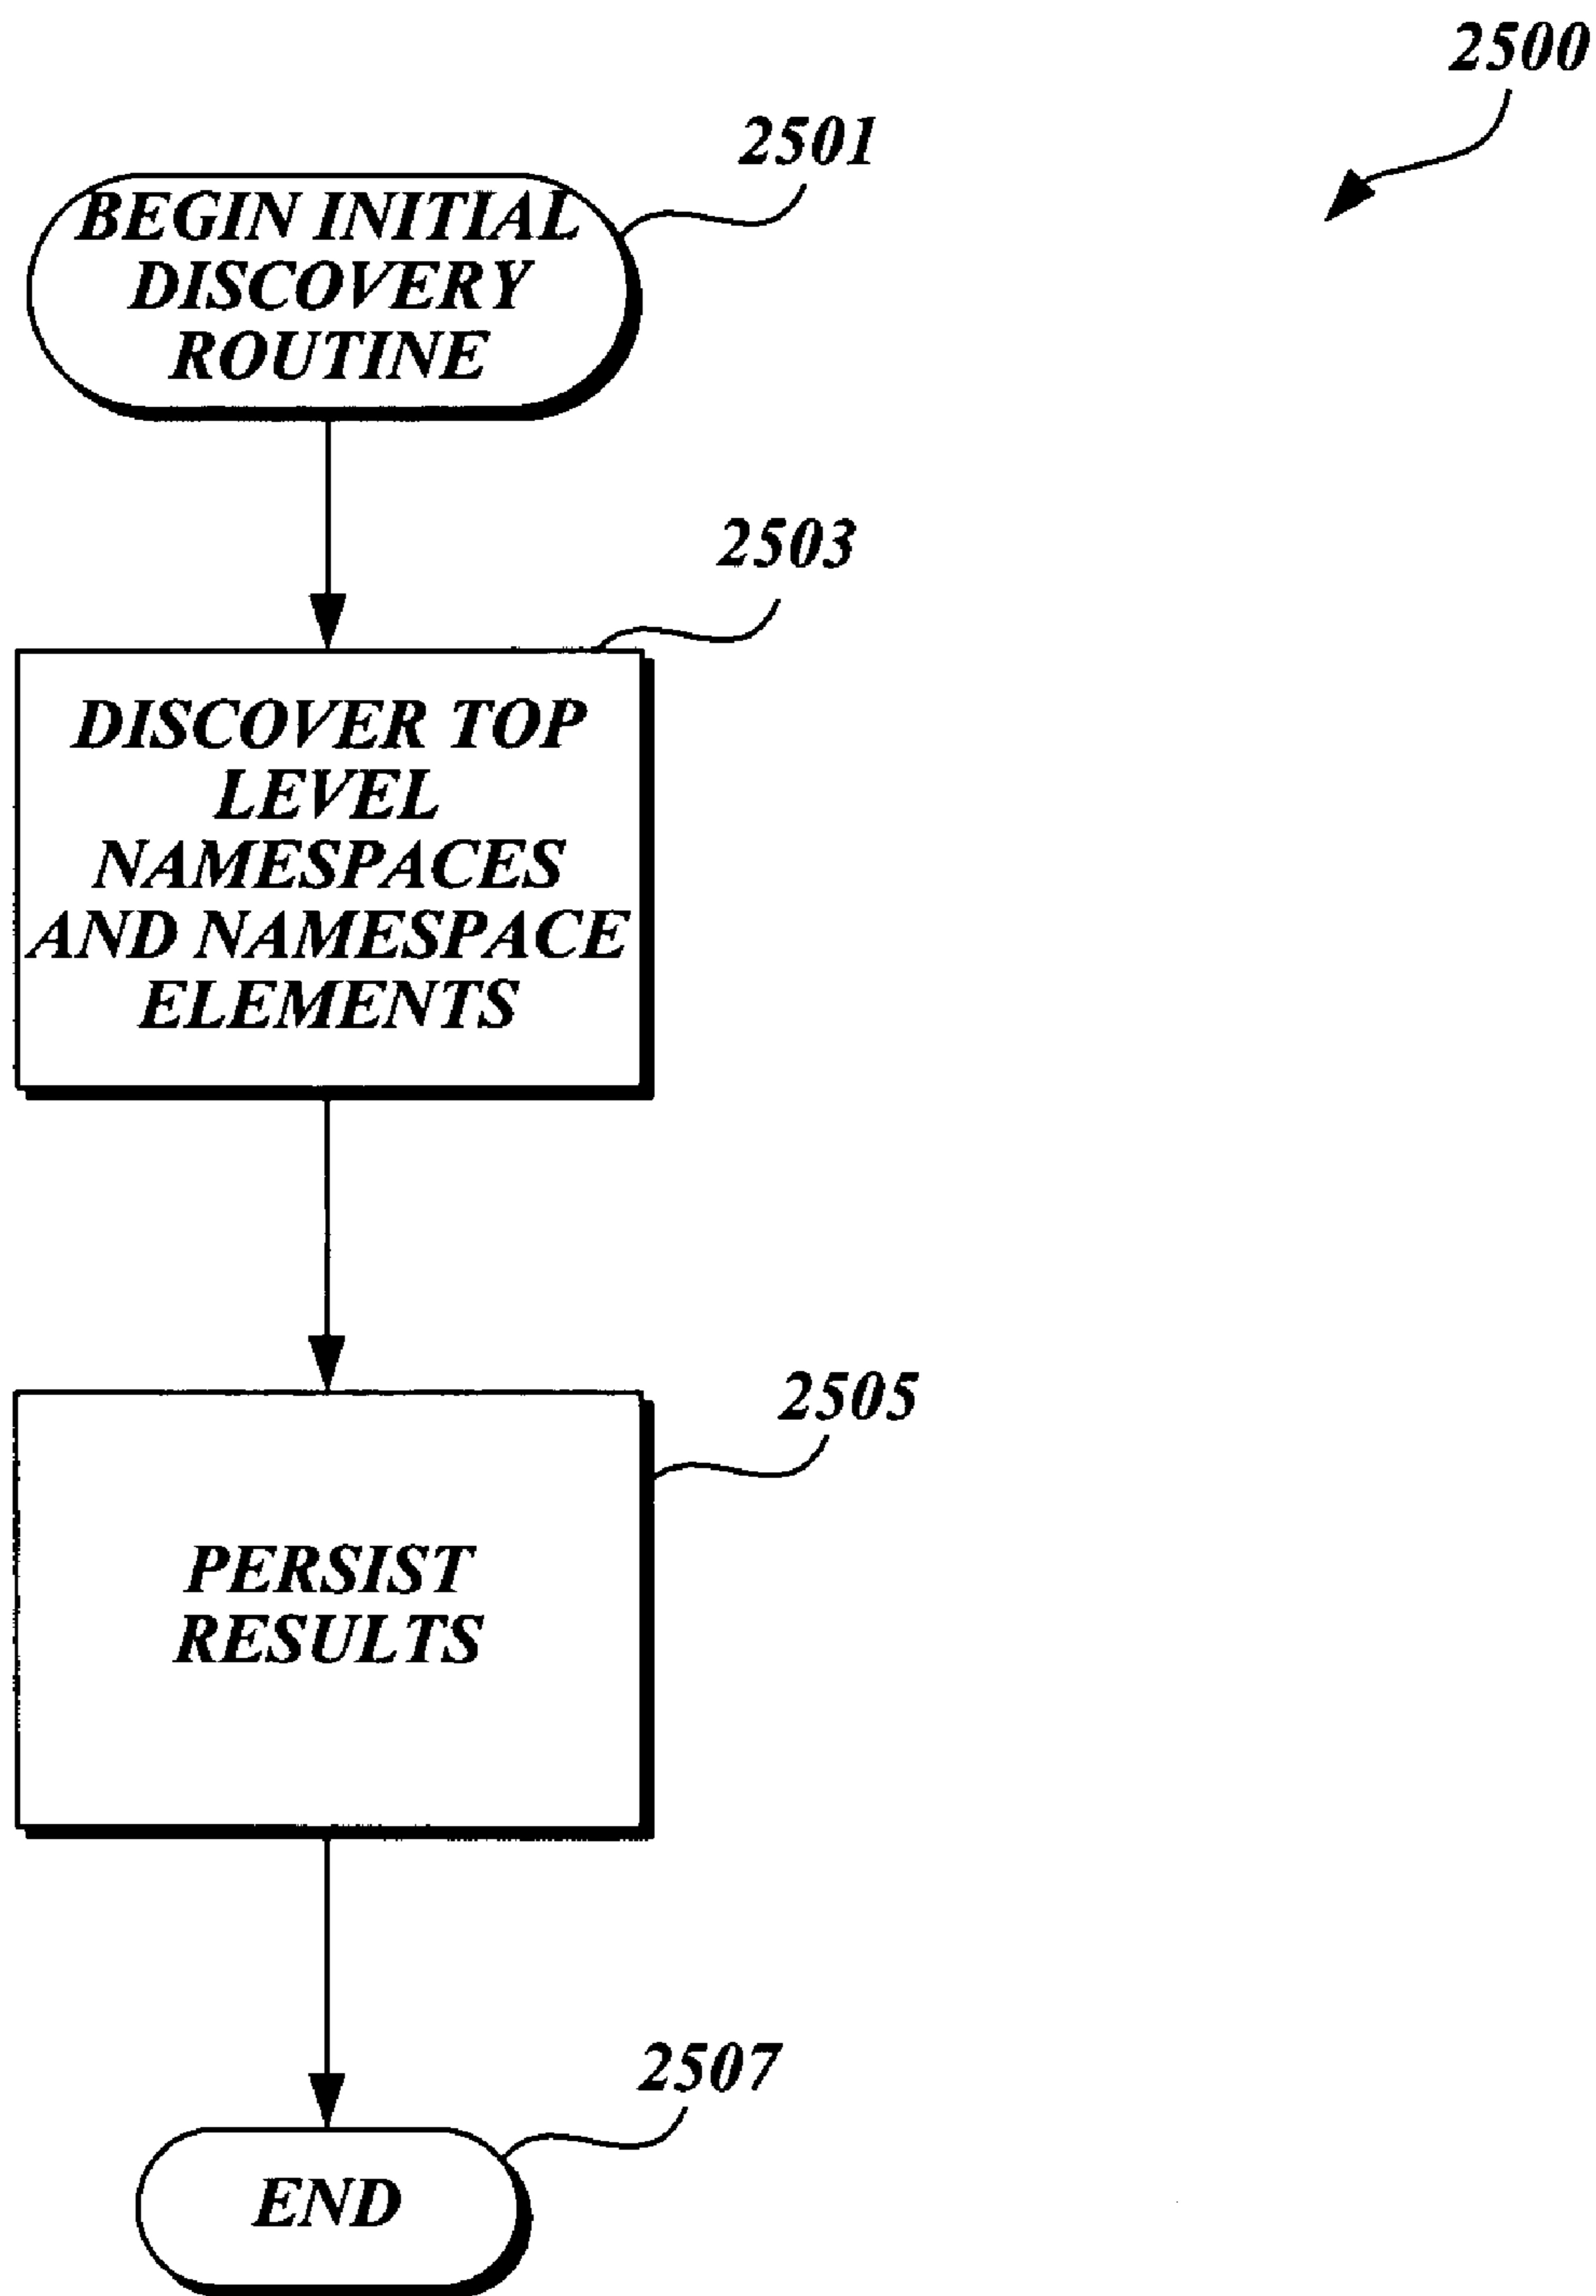 2500
2501
BEGIN INITIAL
DISCOVERY
ROUTINE
2503
DISCOVER TOP
LEVEL
NAMESPACES
AND NAMESPACE
ELEMENTS
2505
PERSIST
RESULTS
2507
END